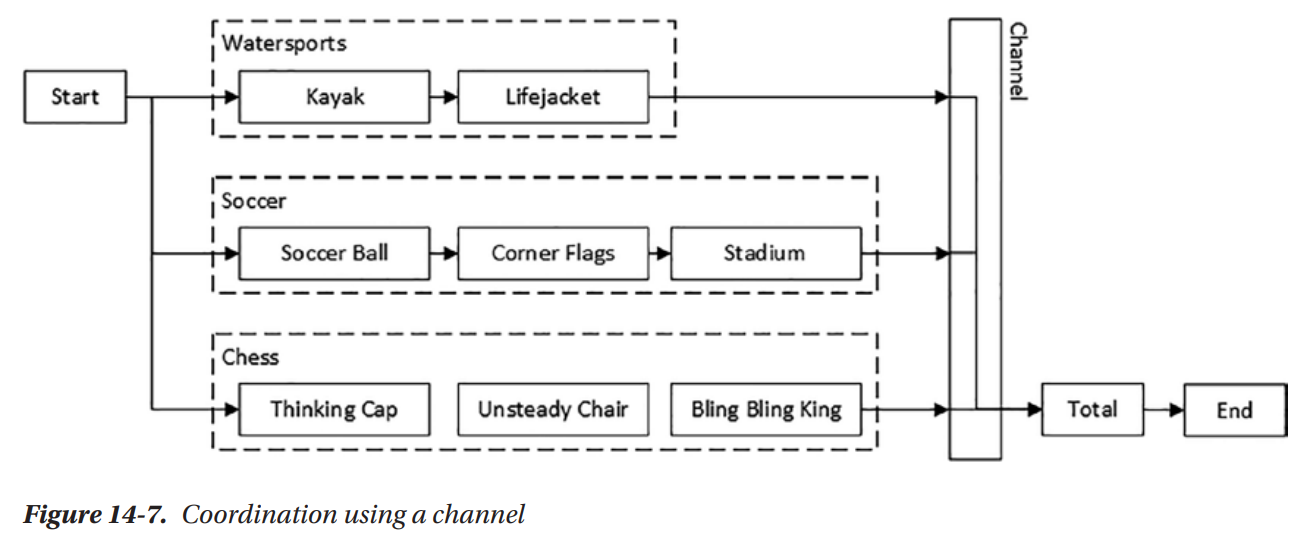 Watersports
Channel
Start
Kayak
Lifejacket
Soccer
Soccer Ball
Corner Flags
Stadium
Chess
Thinking Cap
Unsteady Chair
Bling Bling King
Total
End
Figure 14-7. Coordination using a channel